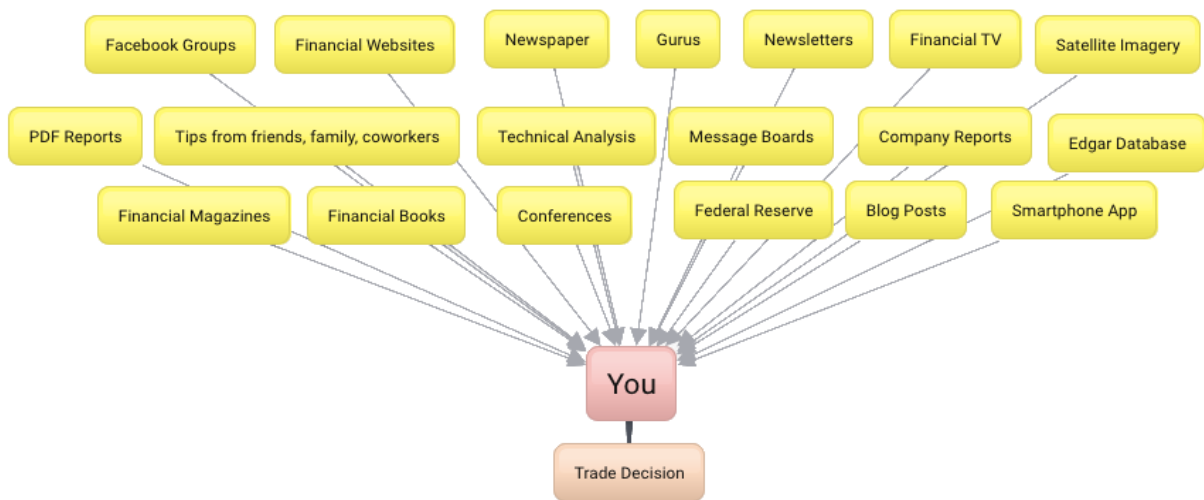 Facebook Groups
Financial Websites
Newspaper
Gurus
Newsletters
Financial TV
Satellite Imagery
PDF Reports
Tips from friends, family, coworkers
Technical Analysis
Message Boards
Company Reports
Edgar Database
Financial Magazines
Financial Books
Conferences
Federal Reserve
Blog Posts
Smartphone App
You
Trade Decision